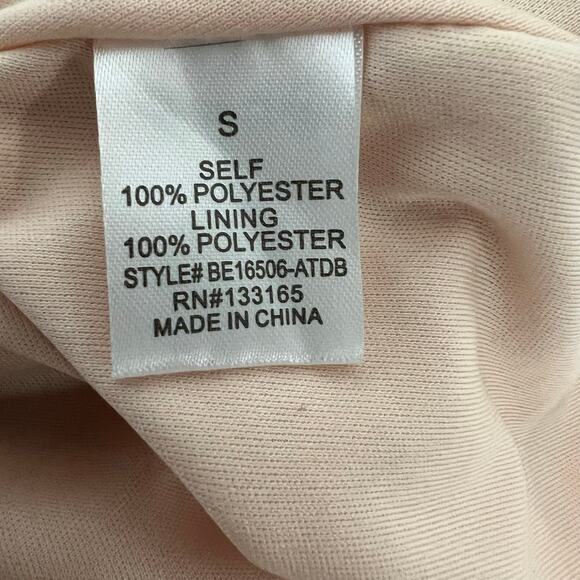 S
SELF
100% POLYESTER
LINING
100% POLYESTER
STYLE# BE16506-ATDB
RN#133165
MADE IN CHINA